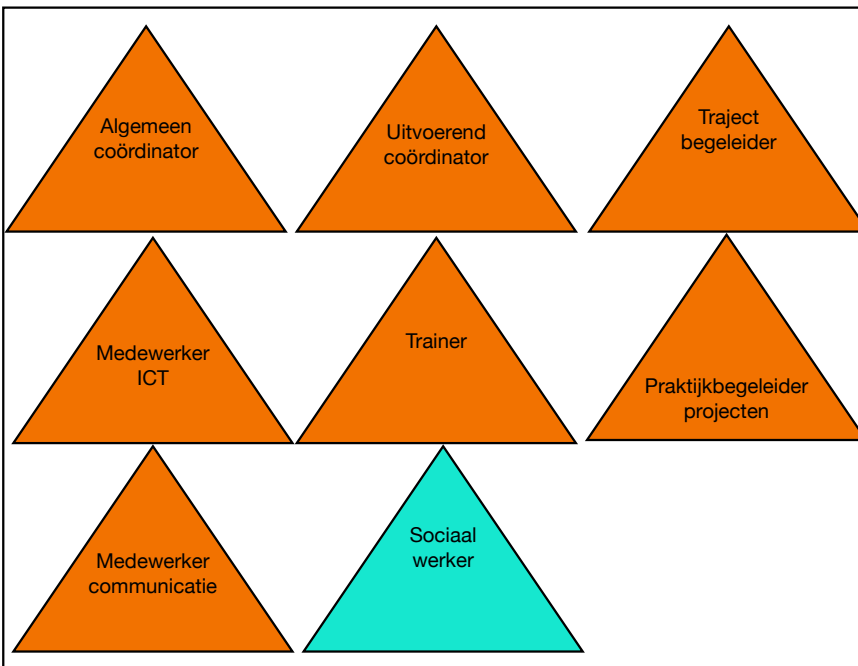 Algemeen
coördinator
Uitvoerend
coördinator
Traject
begeleider
Medewerker
ICT
Trainer
Praktijkbegeleider
projecten
Medewerker
communicatie
Sociaal
werker